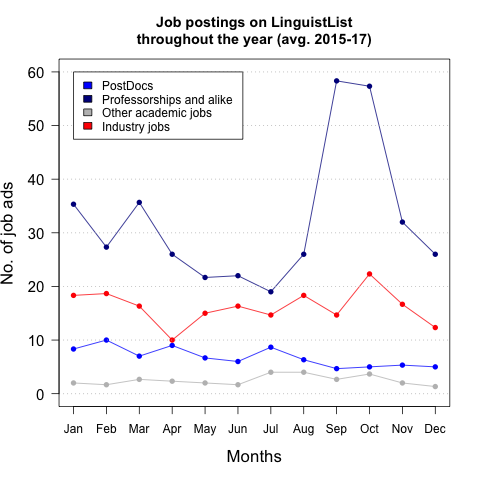 Job postings on LinguistList
throughout the year (avg. 2015-17)
PostDocs
Professorships and alike
Other academic jobs
Industry jobs
No. of job ads
60
50
40
30
20
10
0
Jan Feb Mar Apr May Jun Jul Aug Sep Oct Nov Dec
Months